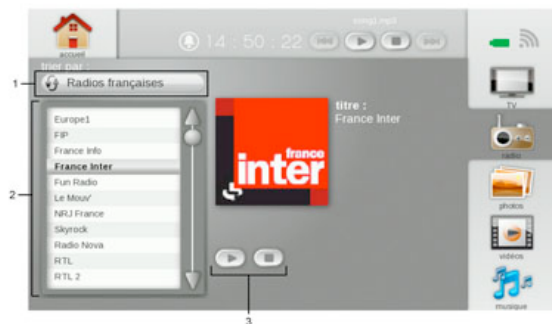 song1.mp3
14 : 50 : 22
accueil
trier par :
1
Radios françaises
2
Europe1
FIP
France Info
France Inter
Fun Radio
Le Mouv'
NRJ France
Skyrock
Radio Nova
RTL
RTL 2
france
inter
titre :
France Inter
3
TV
radio
photos
vidéos
musique